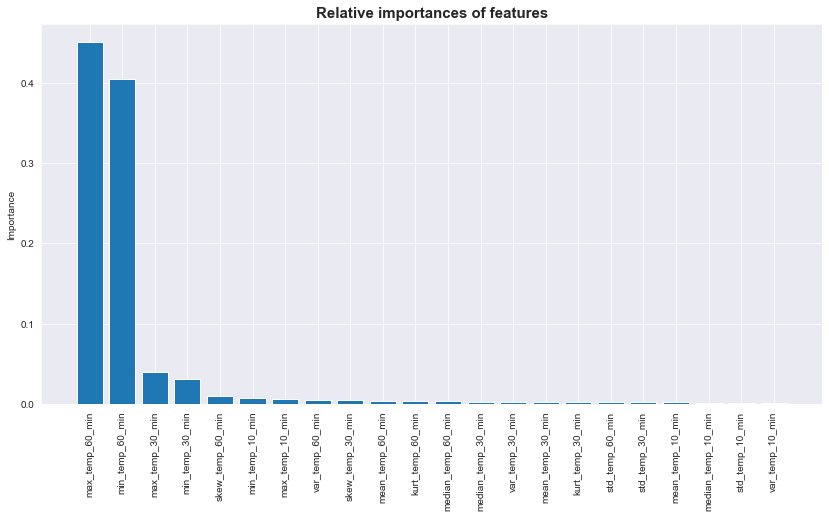 Relative importances of features
Importance
0.4
0.3
0.2
0.1
0.0
max_temp_60_min
min_temp_60_min
max_temp_30_min
min_temp_30_min
skew_temp_60_min
min_temp_10_min
max_temp_10_min
var_temp_60_min
skew_temp_30_min
mean_temp_60_min
kurt_temp_60_min
median_temp_60_min
median_temp_30_min
var_temp_30_min
mean_temp_30_min
kurt_temp_30_min
std_temp_60_min
std_temp_30_min
mean_temp_10_min
median_temp_10_min
std_temp_10_min
var_temp_10_min